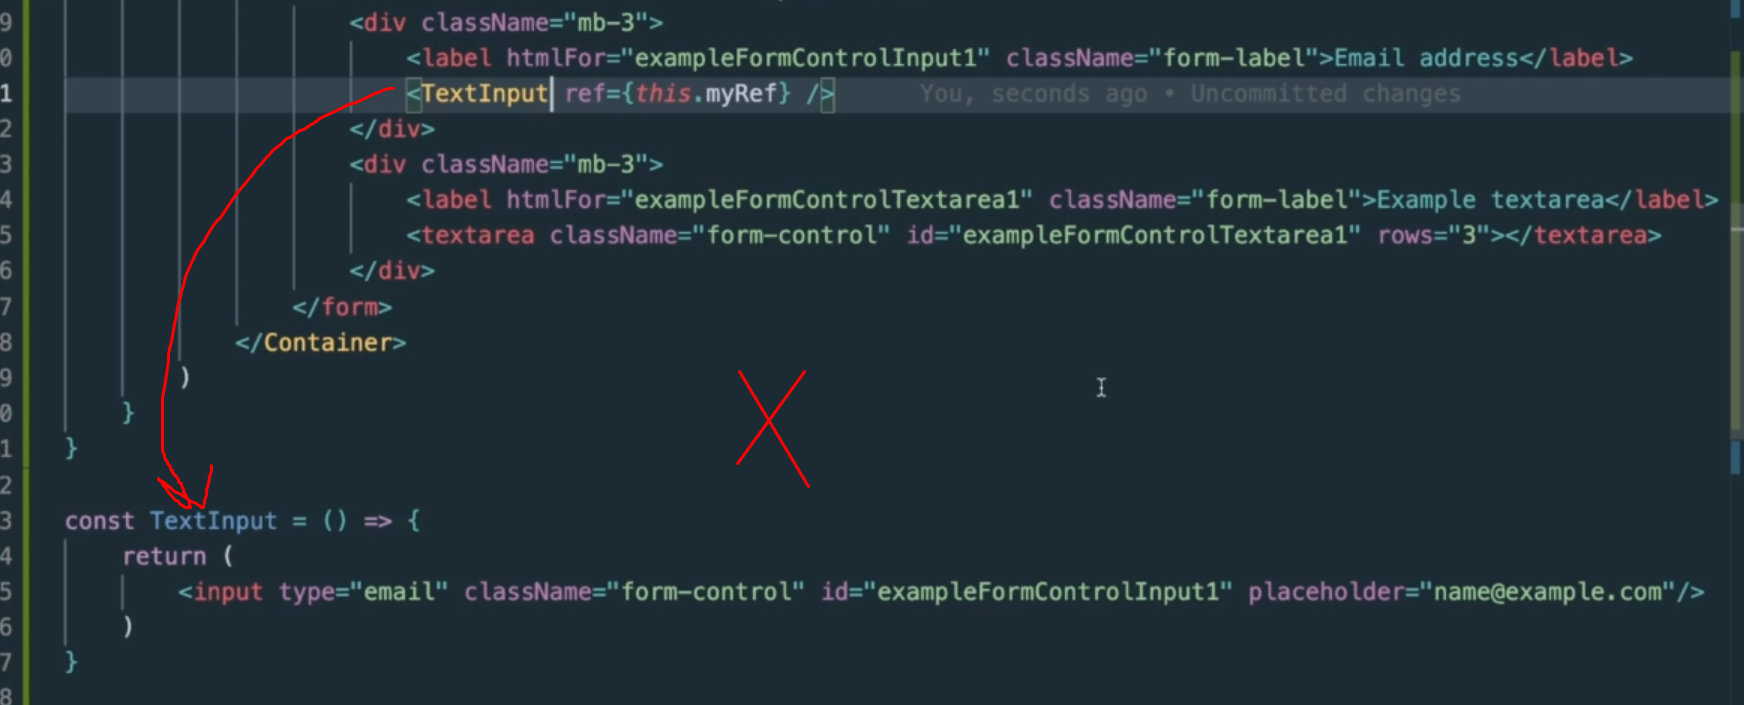 9 <div className="mb-3">
0 <label htmlFor="exampleFormControlInput1" className="form-label">Email address</label>
1 <TextInput ref={this.myRef} /> You, seconds ago • Uncommitted changes
2 </div>
3 <div className="mb-3">
4 <label htmlFor="exampleFormControlTextarea1" className="form-label">Example textarea</label>
5 <textarea className="form-control" id="exampleFormControlTextarea1" rows="3"></textarea>
6 </div>
7 </form>
8 </Container>
9 )
0 }
1 }
2
3 const TextInput = () => {
4 return (
5 <input type="email" className="form-control" id="exampleFormControlInput1" placeholder="name@example.com"/>
6 )
7 }
8